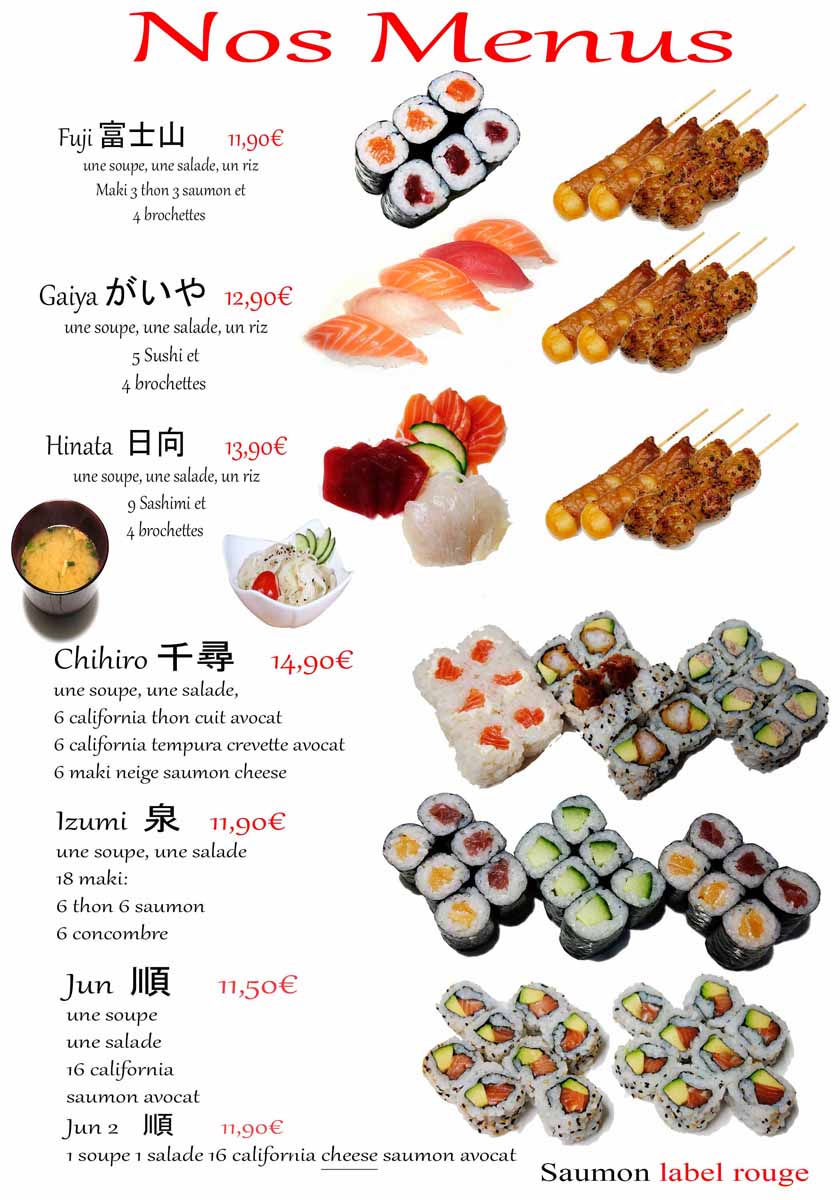 Nos Menus
Fuji 富士山 11,90€
une soupe, une salade, un riz
Maki 3 thon 3 saumon et
4 brochettes
Gaiya がいや 12,90€
une soupe, une salade, un riz
5 Sushi et
4 brochettes
Hinata 日向 13,90€
une soupe, une salade, un riz
9 Sashimi et
4 brochettes
Chihiro 千尋 14,90€
une soupe, une salade,
6 california thon cuit avocat
6 california tempura crevette avocat
6 maki neige saumon cheese
Izumi 泉 11,90€
une soupe, une salade
18 maki:
6 thon 6 saumon
6 concombre
Jun 順 11,50€
une soupe
une salade
16 california
saumon avocat
Jun 2 順 11,90€
1 soupe 1 salade 16 california cheese saumon avocat
Saumon label rouge